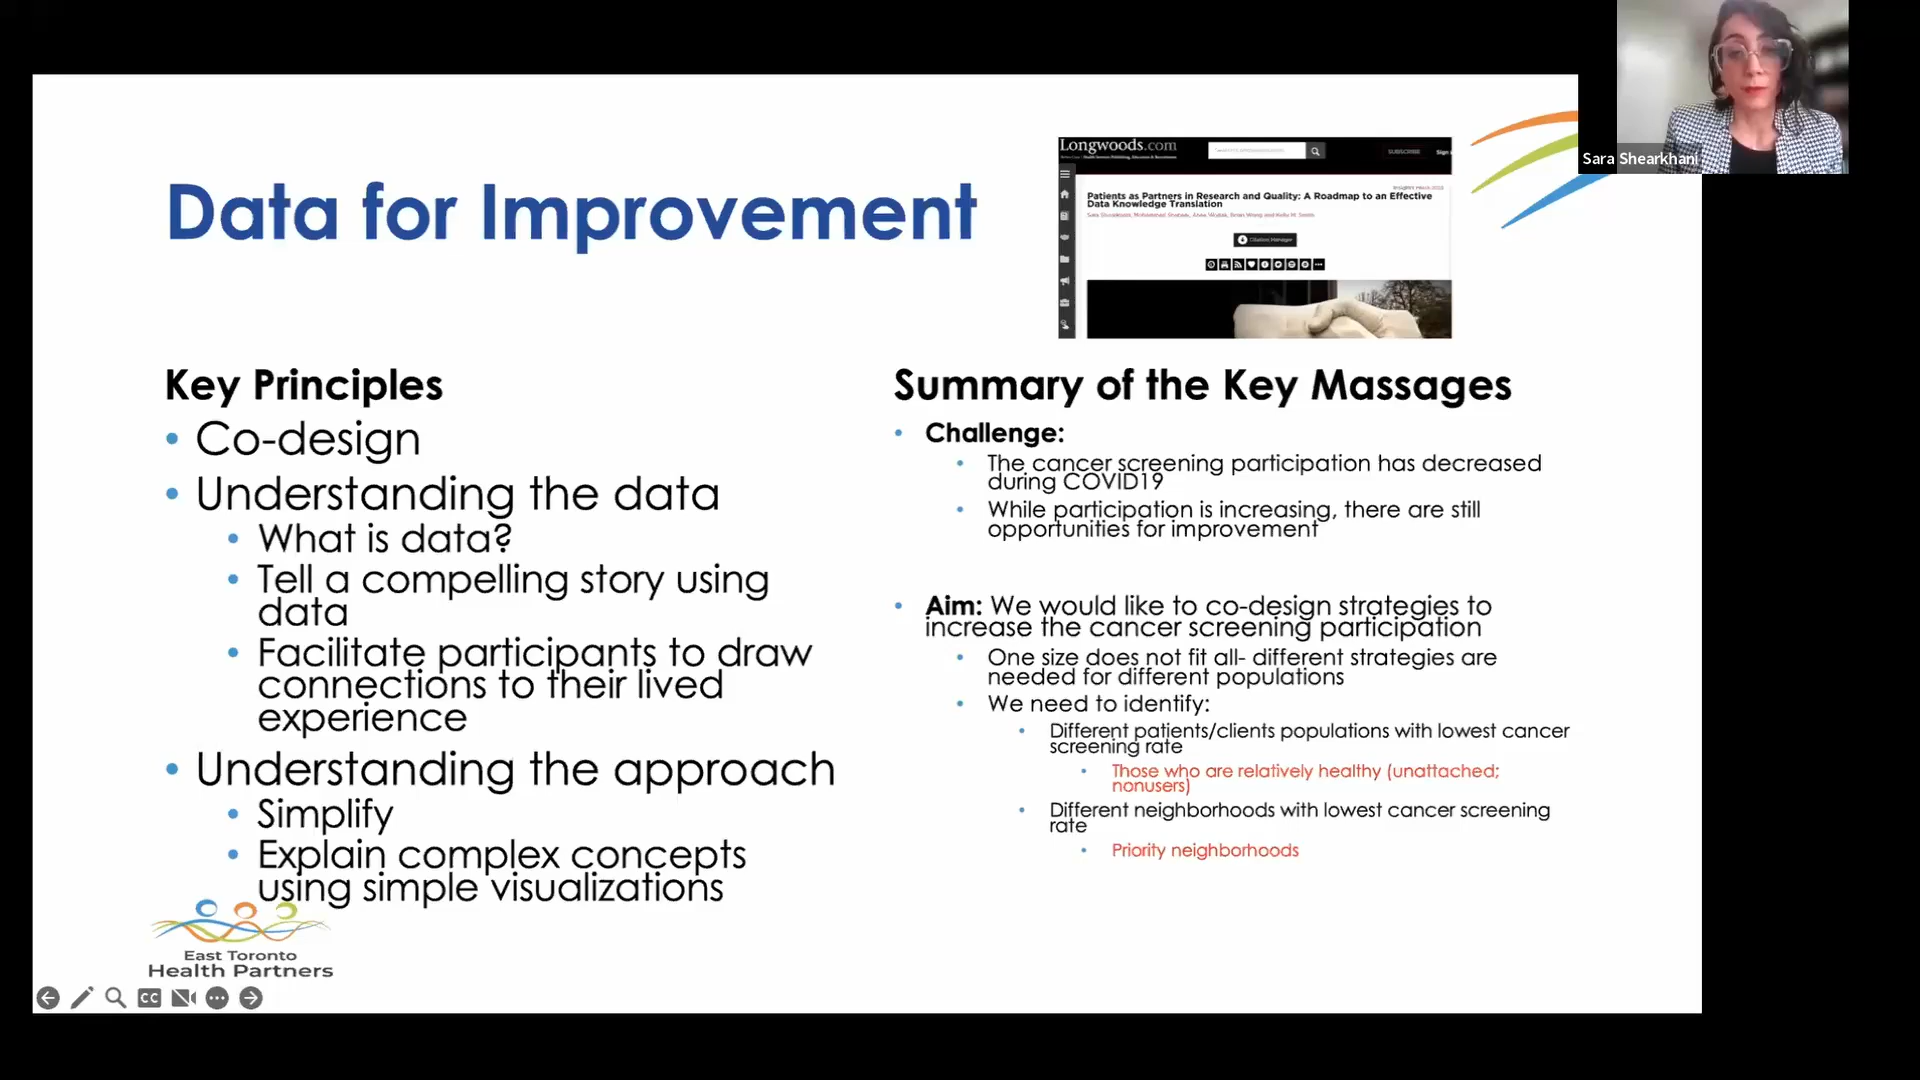 Sara Shearkhani
Longwoods.com
SUBSCRIBE
Patients as Partners in Research and Quality: A Roadmap to an Effective
Data Knowledge Translation
Citation Manager
Data for Improvement
Key Principles
• Co-design
• Understanding the data
• What is data?
• Tell a compelling story using
data
• Facilitate participants to draw
connections to their lived
experience
• Understanding the approach
• Simplify
• Explain complex concepts
using simple visualizations
Summary of the Key Massages
• Challenge:
• The cancer screening participation has decreased
during COVID19
• While participation is increasing, there are still
opportunities for improvement
• Aim: We would like to co-design strategies to
increase the cancer screening participation
• One size does not fit all- different strategies are
needed for different populations
• We need to identify:
• Different patients/clients populations with lowest cancer
screening rate
• Those who are relatively healthy (unattached;
nonusers)
• Different neighborhoods with lowest cancer screening
rate
• Priority neighborhoods
East Toronto
Health Partners
CC